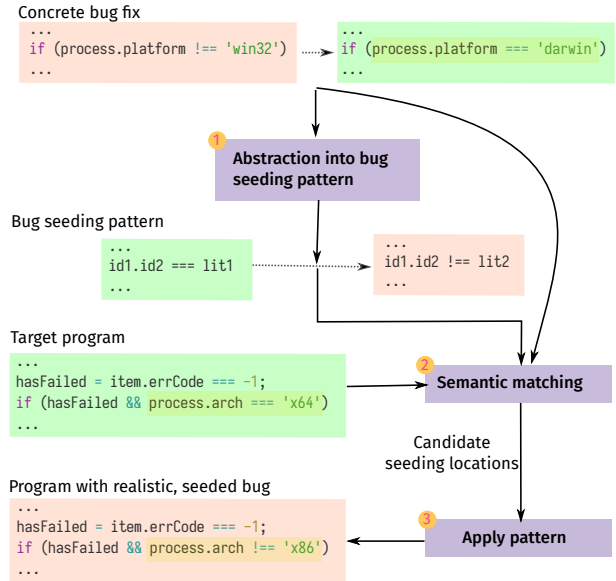 Concrete bug fix
...
if (process.platform !== 'win32')
...
...
if (process.platform === 'darwin')
...
1
Abstraction into bug
seeding pattern
Bug seeding pattern
...
id1.id2 === lit1
...
...
id1.id2 !== lit2
...
Target program
...
hasFailed = item.errCode === -1;
if (hasFailed && process.arch === 'x64')
...
2
Semantic matching
Candidate
seeding locations
Program with realistic, seeded bug
...
hasFailed = item.errCode === -1;
if (hasFailed && process.arch !== 'x86')
...
3
Apply pattern